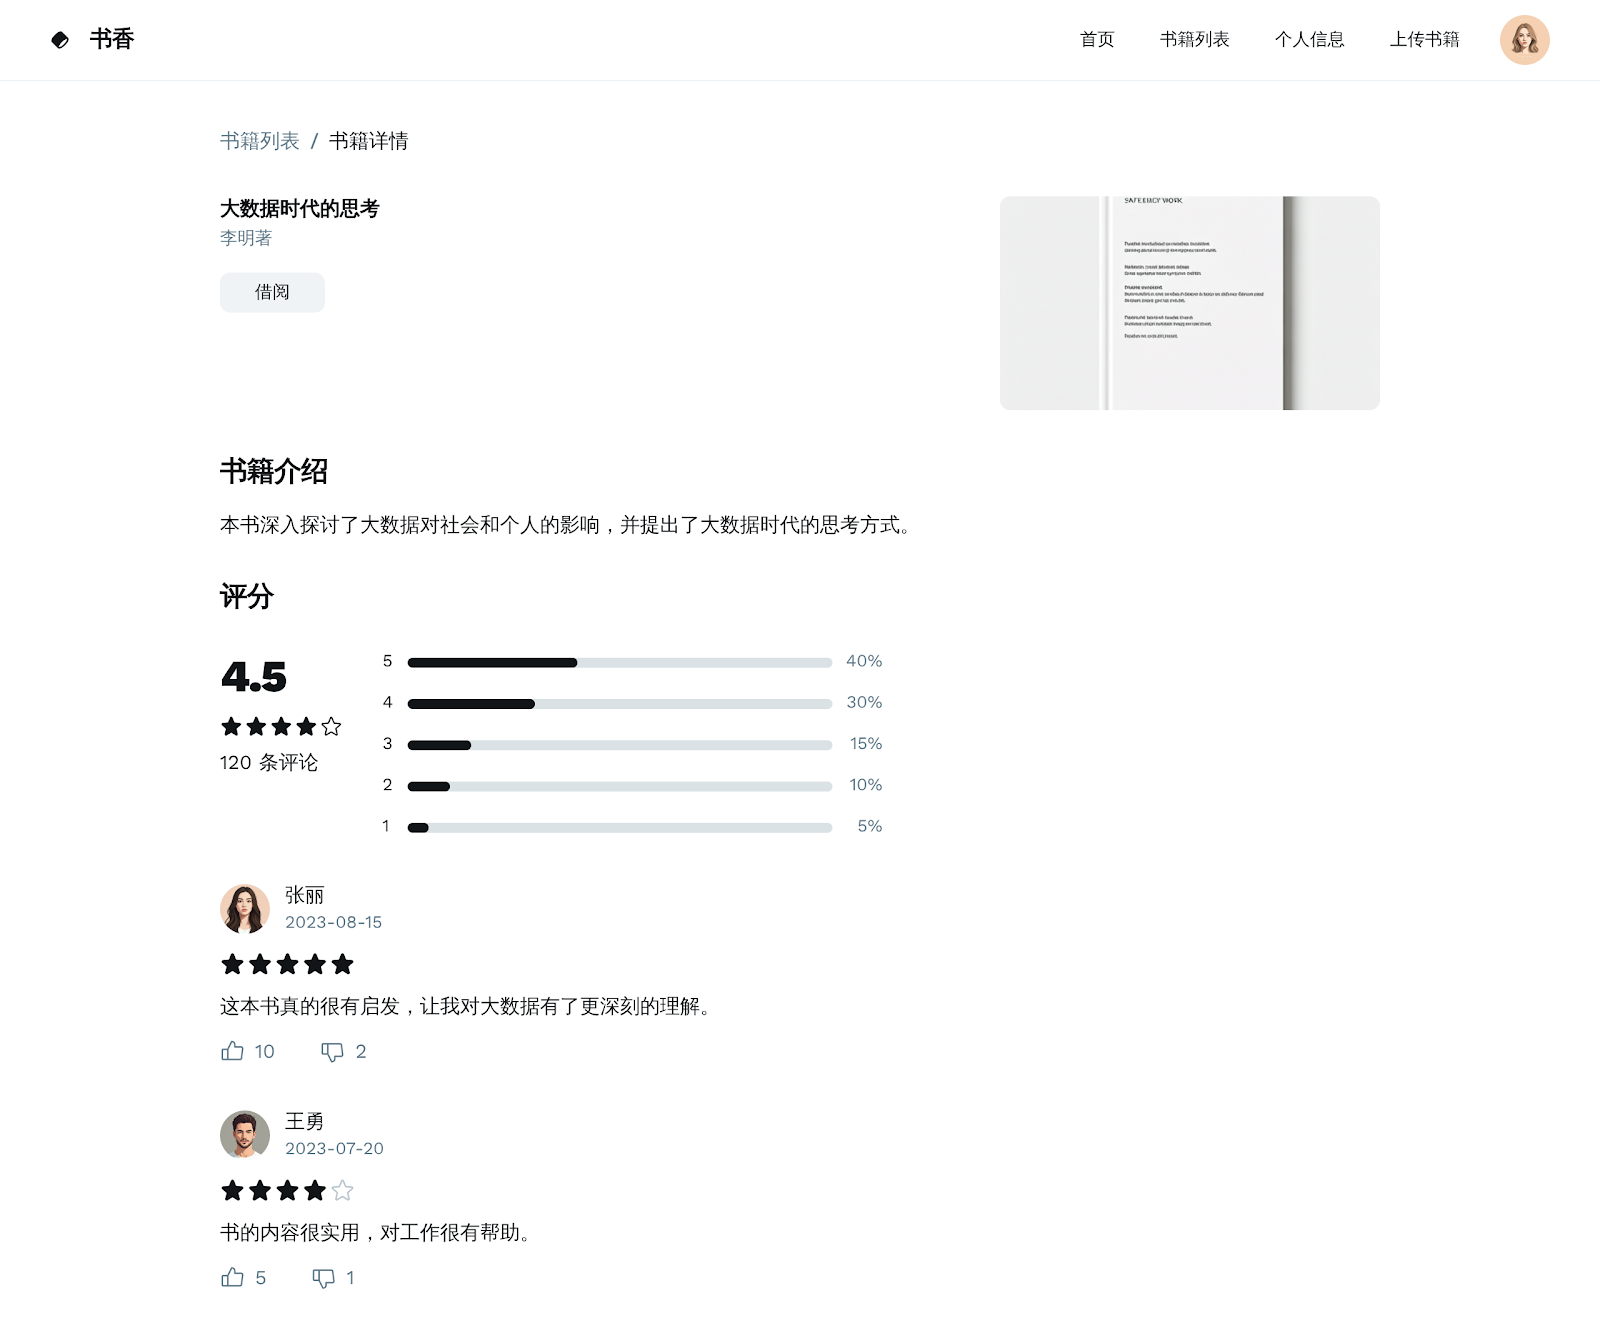 书香
首页 书籍列表 个人信息 上传书籍
书籍列表 / 书籍详情
大数据时代的思考
李明著
借阅
书籍介绍
本书深入探讨了大数据对社会和个人的影响，并提出了大数据时代的思考方式。
评分
4.5
120 条评论
5 40%
4 30%
3 15%
2 10%
1 5%
张丽
2023-08-15
这本书真的很有启发，让我对大数据有了更深刻的理解。
10 2
王勇
2023-07-20
书的内容很实用，对工作很有帮助。
5 1